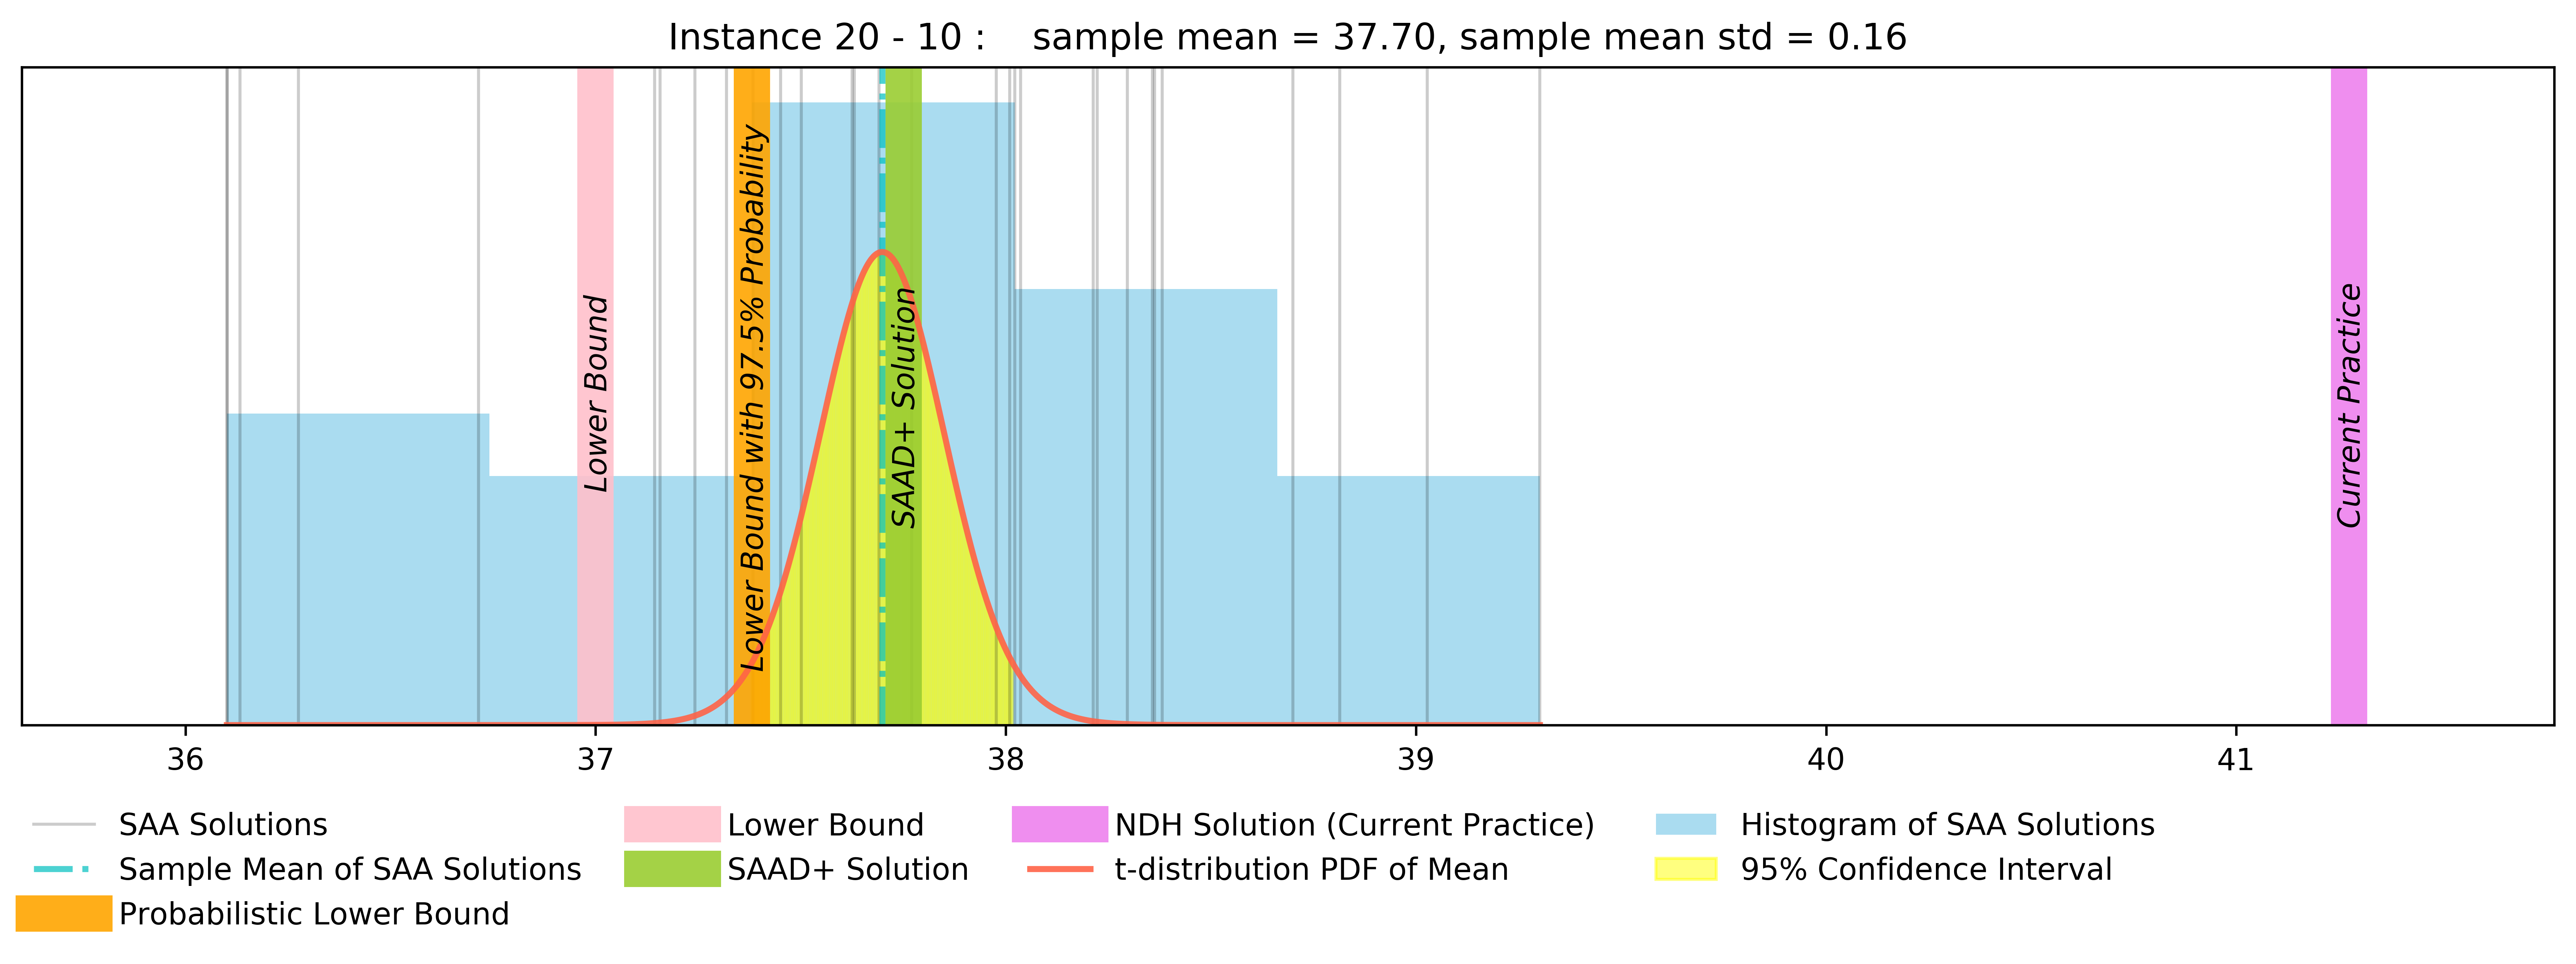 Instance 20 - 10 :    sample mean = 37.70, sample mean std = 0.16
Lower Bound
Lower Bound with 97.5% Probability
SAAD+ Solution
Current Practice
36
37
38
39
40
41
SAA Solutions
Sample Mean of SAA Solutions
Probabilistic Lower Bound
Lower Bound
SAAD+ Solution
NDH Solution (Current Practice)
t-distribution PDF of Mean
Histogram of SAA Solutions
95% Confidence Interval